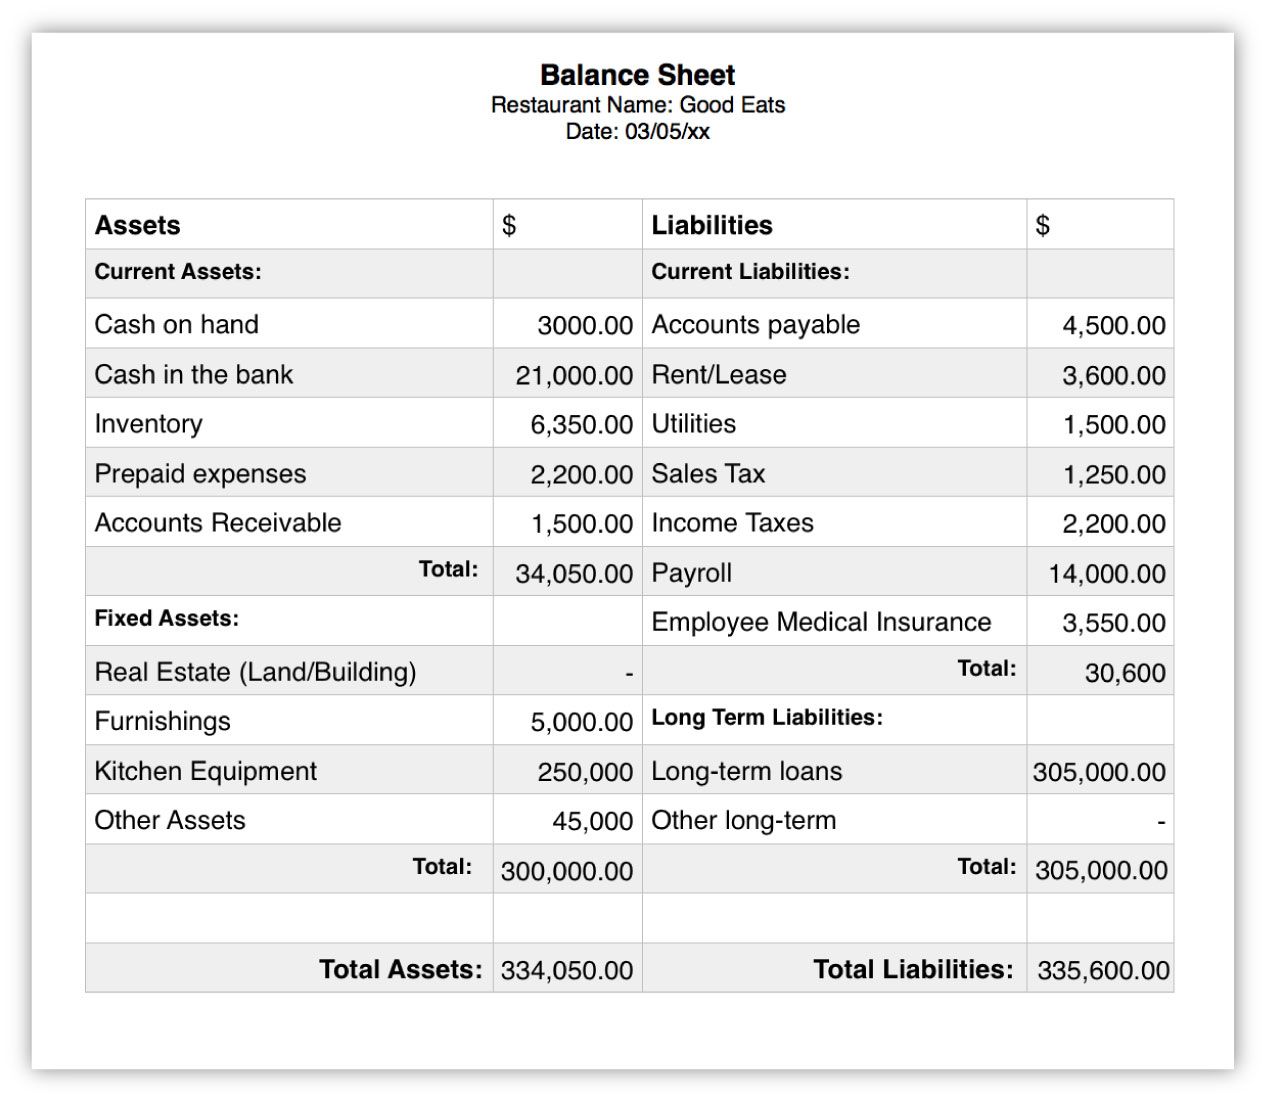 Balance Sheet
Restaurant Name: Good Eats
Date: 03/05/xx
Assets $ Liabilities $
Current Assets: Current Liabilities:
Cash on hand 3000.00 Accounts payable 4,500.00
Cash in the bank 21,000.00 Rent/Lease 3,600.00
Inventory 6,350.00 Utilities 1,500.00
Prepaid expenses 2,200.00 Sales Tax 1,250.00
Accounts Receivable 1,500.00 Income Taxes 2,200.00
Total: 34,050.00 Payroll 14,000.00
Fixed Assets: Employee Medical Insurance 3,550.00
Real Estate (Land/Building) - Total: 30,600
Furnishings 5,000.00 Long Term Liabilities:
Kitchen Equipment 250,000 Long-term loans 305,000.00
Other Assets 45,000 Other long-term -
Total: 300,000.00 Total: 305,000.00
Total Assets: 334,050.00 Total Liabilities: 335,600.00